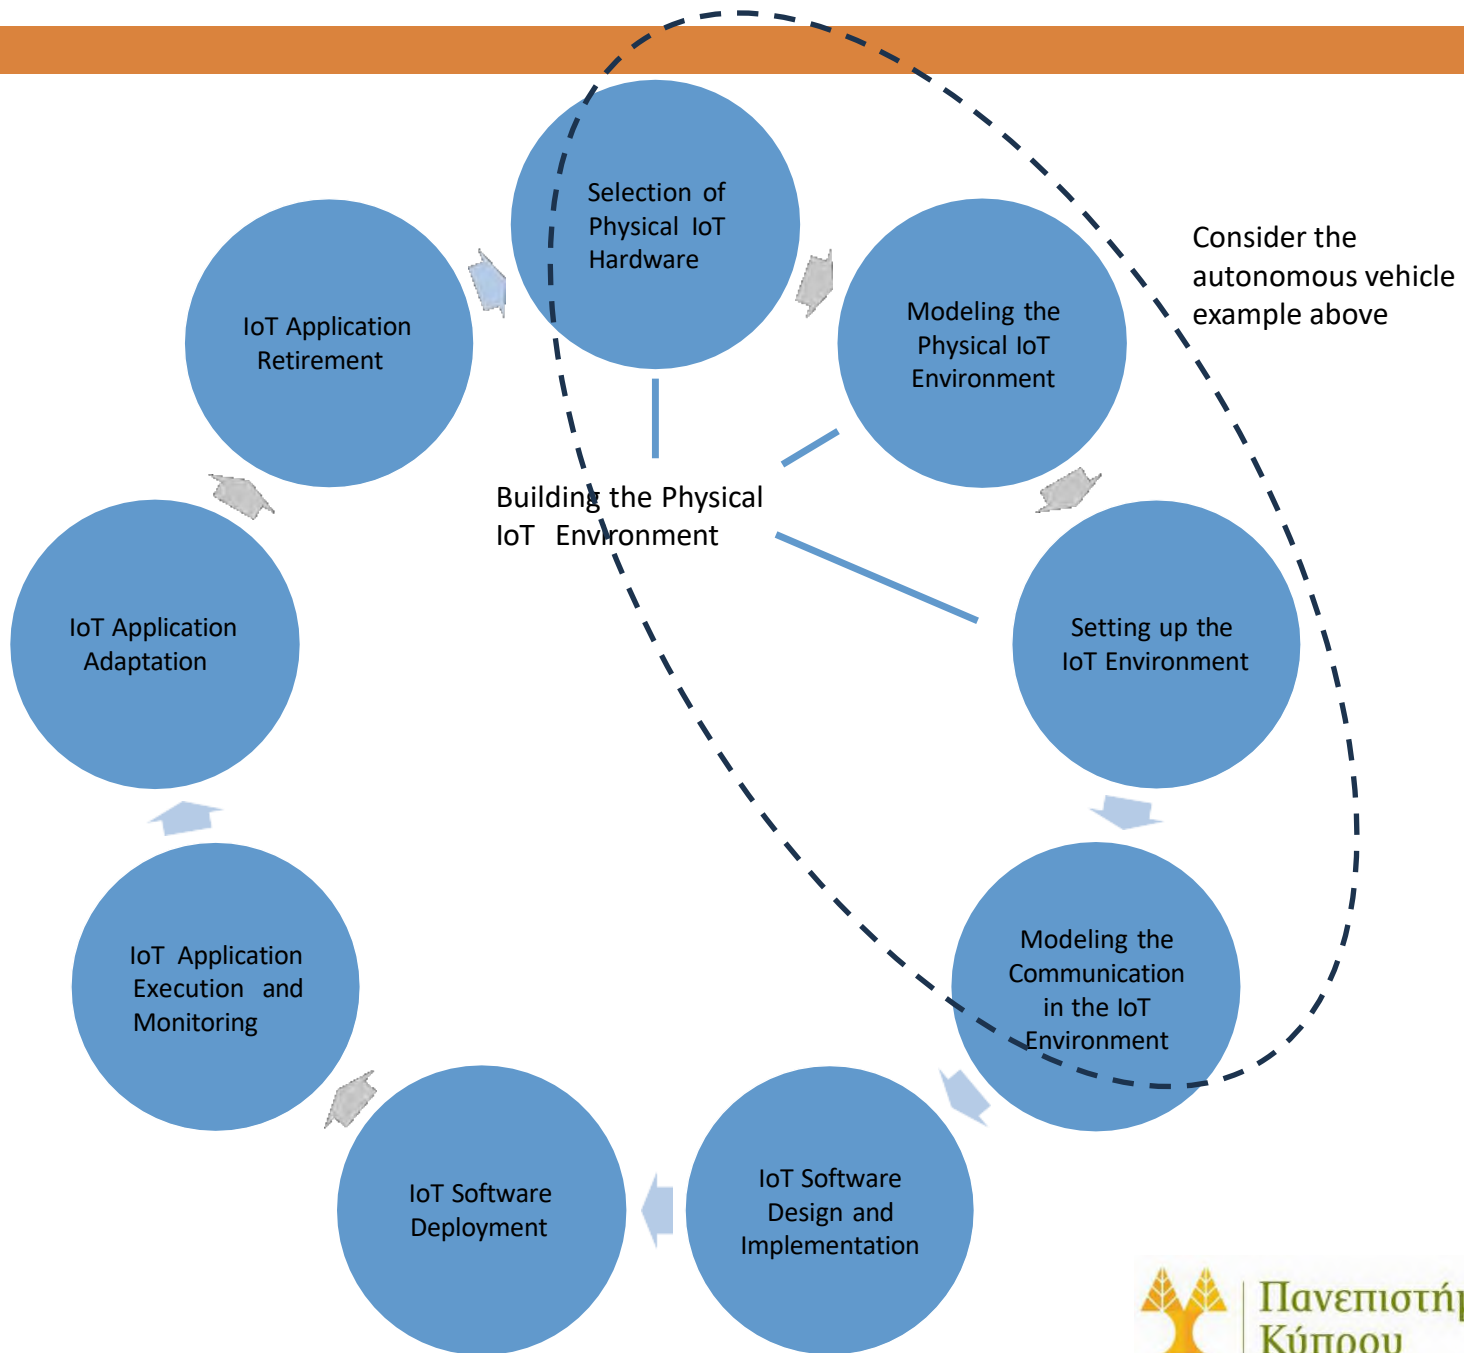 Selection of
Physical IoT
Hardware
Modeling the
Physical IoT
Environment
Consider the
autonomous vehicle
example above
IoT Application
Retirement
Building the Physical
IoT Environment
IoT Application
Adaptation
Setting up the
IoT Environment
IoT Application
Execution and
Monitoring
Modeling the
Communication
in the IoT
Environment
IoT Software
Deployment
IoT Software
Design and
Implementation
Πανεπιστήμ
Κύπρου